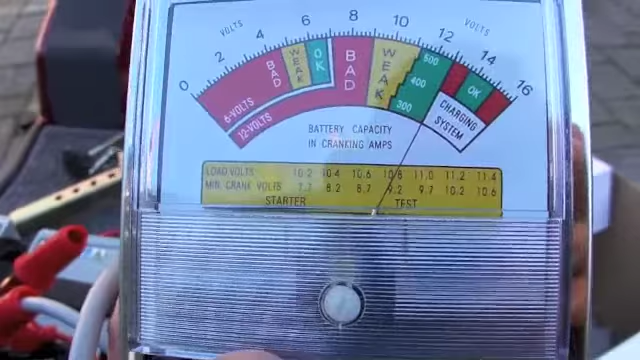 VOLTS VOLTS
0 2 4 6 8 10 12 14 16
BAD WEAK OK BAD WEAK 500 400 300 OK
6-VOLTS
12-VOLTS
CHARGING
SYSTEM
BATTERY CAPACITY
IN CRANKING AMPS
LOAD VOLTS 10.2 10.4 10.6 10.8 11.0 11.2 11.4
MIN. CRANK VOLTS 7.7 8.2 8.7 9.2 9.7 10.2 10.6
STARTER TEST